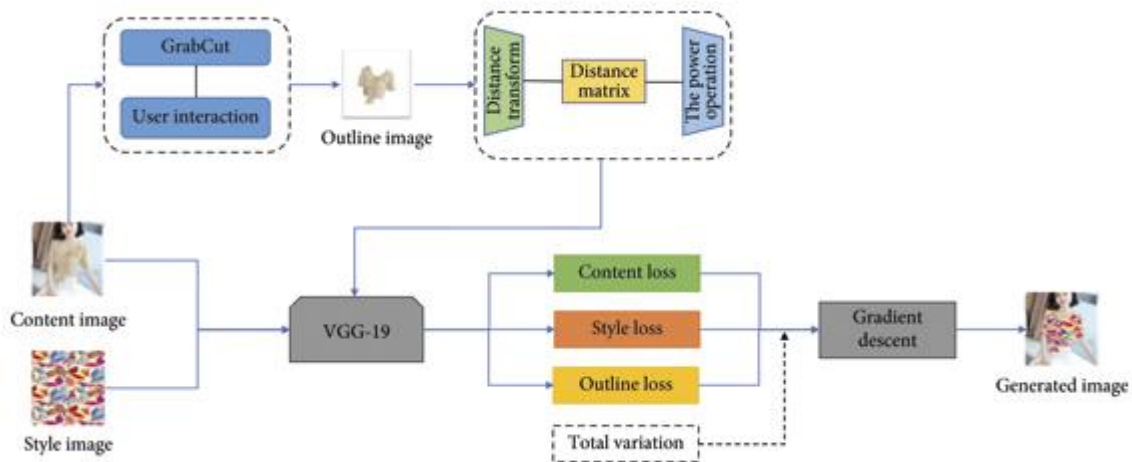 GrabCut
User interaction
Outline image
Distance
transform
Distance
matrix
The power
operation
Content image
Style image
VGG-19
Content loss
Style loss
Outline loss
Total variation
Gradient
descent
Generated image